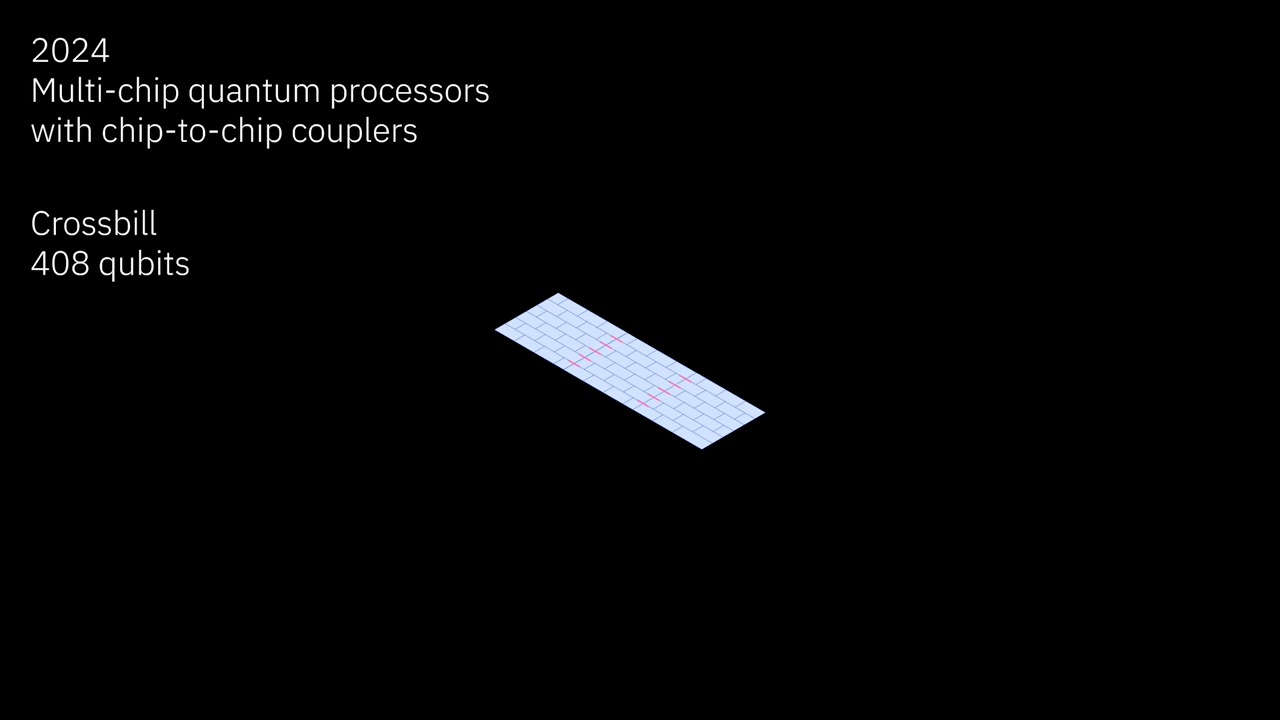 2024
Multi-chip quantum processors
with chip-to-chip couplers
Crossbill
408 qubits